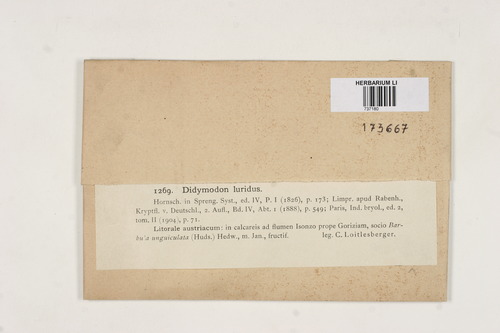 HERBARIUM LI
737160
173667
1269. Didymodon luridus.
Hornsch. in Spreng. Syst., ed. IV, P. I (1826), p. 173; Limpr. apud Rabenh.,
Kryptfl. v. Deutschl., 2. Aufl., Bd. IV, Abt. 1 (1888), p. 549; Paris, Ind. bryol., ed. 2,
tom. II (1904), p. 71.
Litorale austriacum: in calcareis ad flumen Isonzo prope Goriziam, socio Bar-
bula unguiculata (Huds.) Hedw., m. Jan., fructif. leg. C. Loitlesberger.